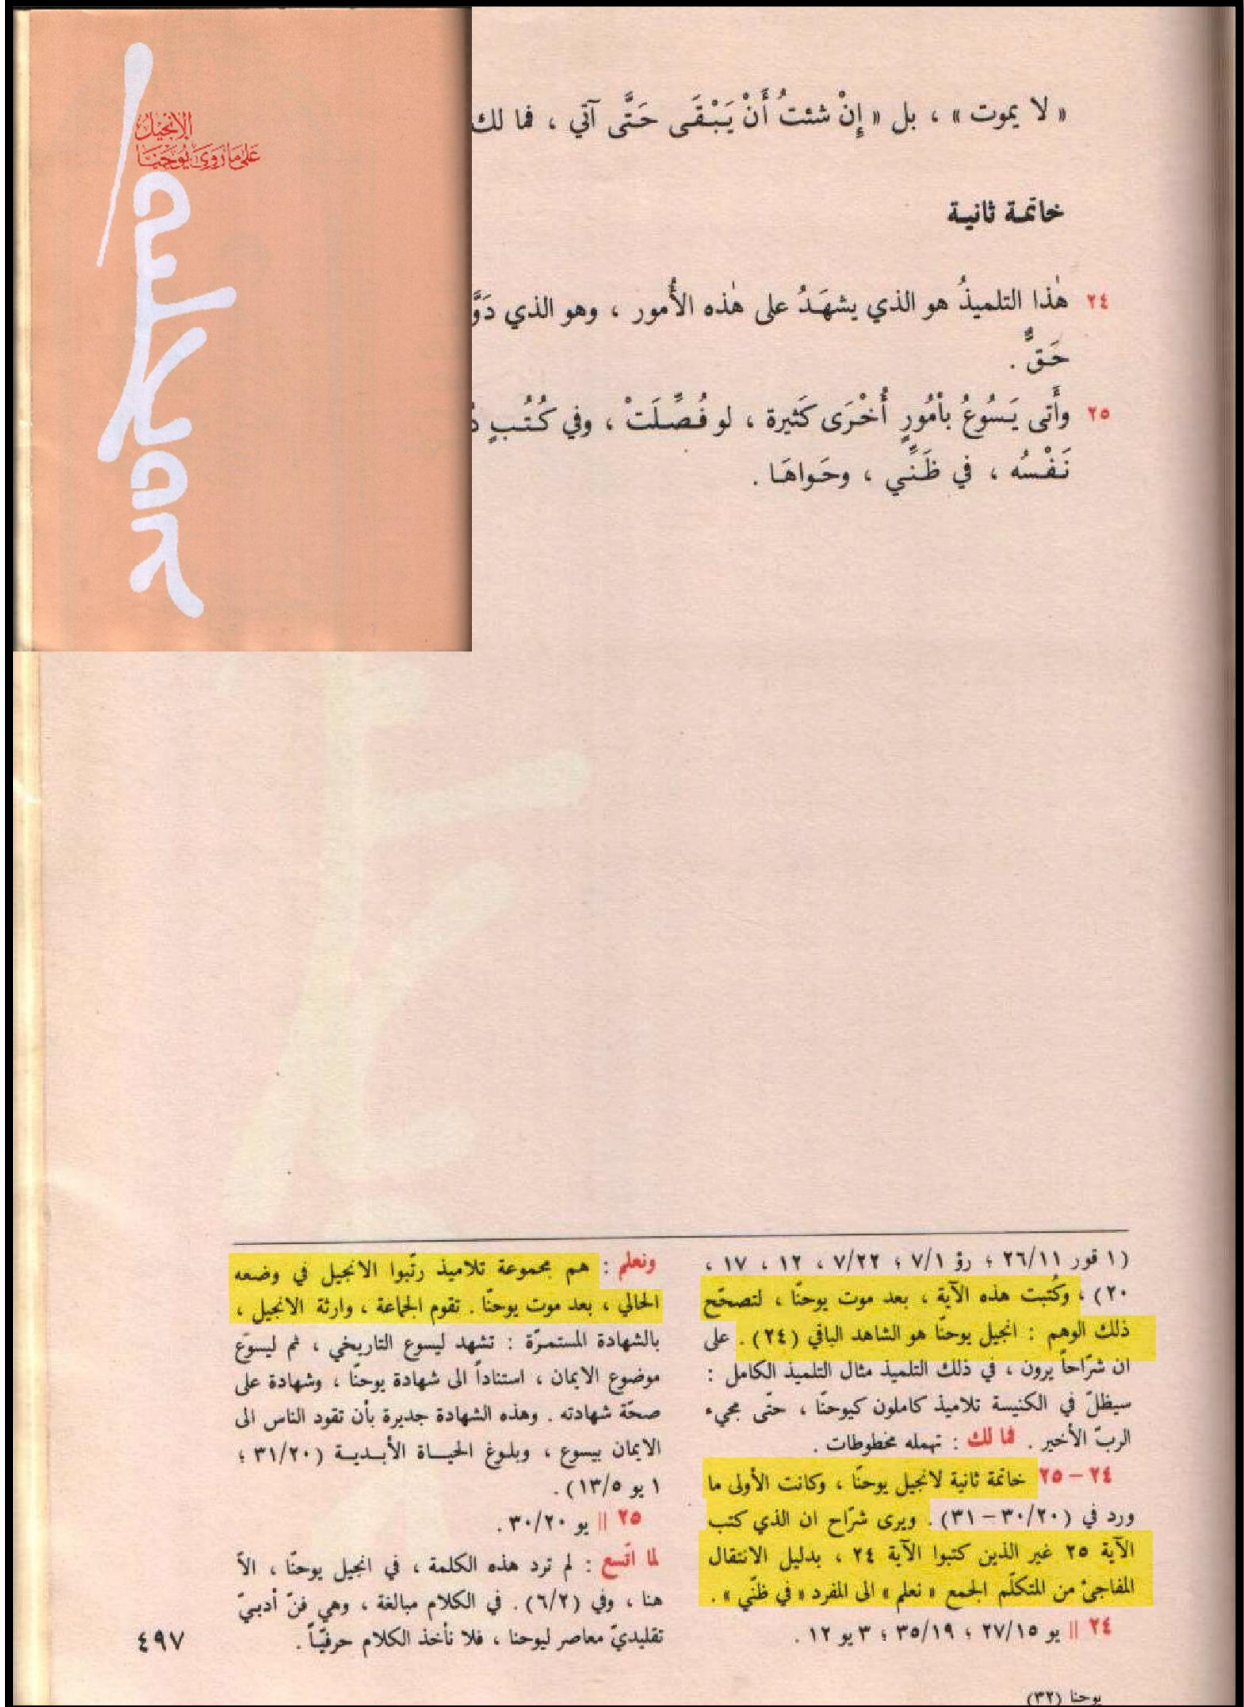 الإنجيل
على ما رَوَى يُوحَنّا
« لا يموت » ، بل « إِنْ شئتُ أَنْ يَبْقَى حَتَّى آتي ، فما لك
خاتمة ثانية
٢٤ هٰذا التلميذُ هو الذي يشهَدُ على هٰذه الأُمور ، وهو الذي دَوَّ
حَقٌّ .
٢٥ وأَتى يَسُوعُ بأمُورٍ أُخْرَى كَثيرة ، لو فُصِّلَتْ ، وفي كُتُبٍ
نَفْسُه ، في ظَنِّي ، وحَواهَا .
(١ قور ٢٦/١١ ؛ رؤ ٧/١ ؛ ٧/٢٢ ، ١٢ ، ١٧ ،
٢٠) ، وكُتبت هذه الآية ، بعد موت يوحنّا ، لتصحّح
ذلك الوهم : انجيل يوحنّا هو الشاهد الباقي (٢٤) . على
ان شرّاحاً يرون ، في ذلك التلميذ مثال التلميذ الكامل :
سيظلّ في الكنيسة تلاميذ كاملون كيوحنّا ، حتّى مجيء
الربّ الأخير . فما لك : تهمله مخطوطات .
٢٤ – ٢٥ خاتمة ثانية لانجيل يوحنّا ، وكانت الأولى ما
ورد في (٣٠/٢٠ – ٣١) . ويرى شرّاح ان الذي كتب
الآية ٢٥ غير الذين كتبوا الآية ٢٤ ، بدليل الانتقال
المفاجئ من المتكلّم الجمع « نعلم » الى المفرد « في ظنّي » .
٢٤ || يو ٢٧/١٥ ؛ ٣٥/١٩ ؛ ٣ يو ١٢ .
ونعلم : هم مجموعة تلاميذ رتّبوا الانجيل في وضعه
الحالي ، بعد موت يوحنّا . تقوم الجماعة ، وارثة الانجيل ،
بالشهادة المستمرّة : تشهد ليسوع التاريخي ، ثم ليسوع
موضوع الايمان ، استناداً الى شهادة يوحنّا ، وشهادة على
صحّة شهادته . وهذه الشهادة جديرة بأن تقود الناس الى
الايمان بيسوع ، وبلوغ الحياة الأبدية (٣١/٢٠ ؛
١ يو ١٣/٥) .
٢٥ || يو ٣٠/٢٠ .
لما اتّسع : لم ترد هذه الكلمة ، في انجيل يوحنّا ، الاّ
هنا ، وفي (٦/٢) . في الكلام مبالغة ، وهي فنّ أدبيّ
تقليديّ معاصر ليوحنا ، فلا نأخذ الكلام حرفيّاً .
٤٩٧
يوحنا (٣٢)